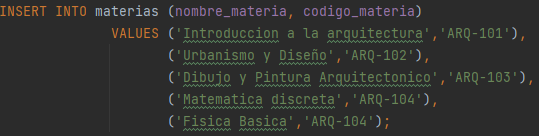 INSERT INTO materias (nombre_materia, codigo_materia)
VALUES ('Introduccion a la arquitectura','ARQ-101'),
('Urbanismo y Diseño','ARQ-102'),
('Dibujo y Pintura Arquitectonico','ARQ-103'),
('Matematica discreta','ARQ-104'),
('Fisica Basica','ARQ-104');